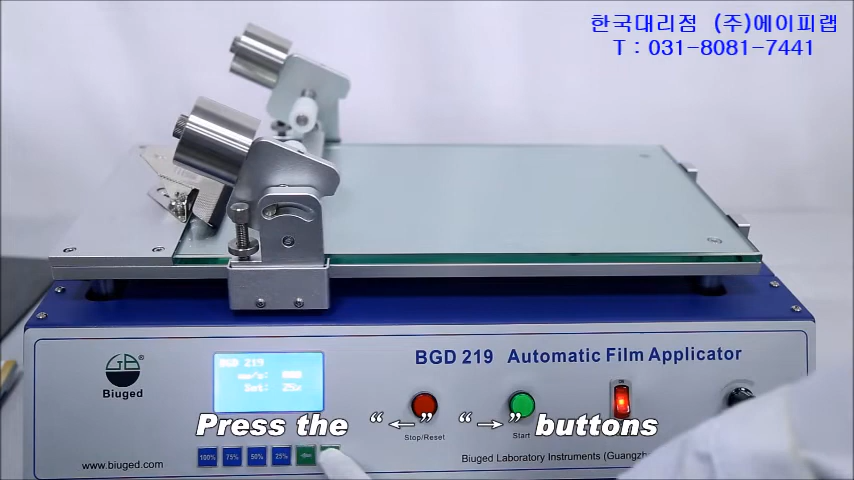 한국대리점 (주)에이피랩
T : 031-8081-7441
BGD 219 Automatic Film Applicator
Biuged
BGD 219
mm/s: 000
Set: 25%
Press the “←” “→” buttons
Stop/Reset
Start
100% 75% 50% 25%
www.biuged.com
Biuged Laboratory Instruments